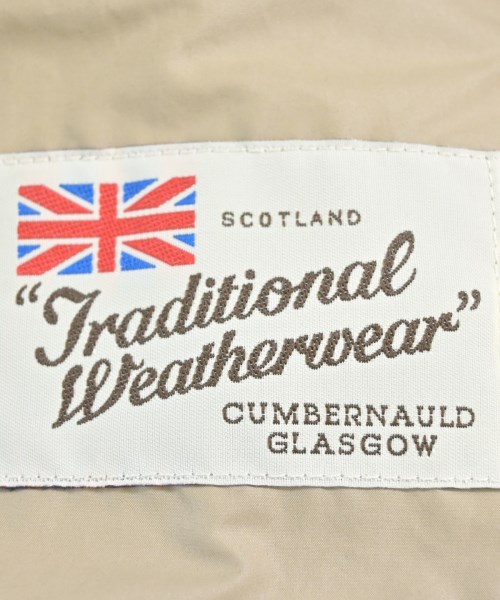 SCOTLAND
"Traditional
Weatherwear"
CUMBERNAULD
GLASGOW